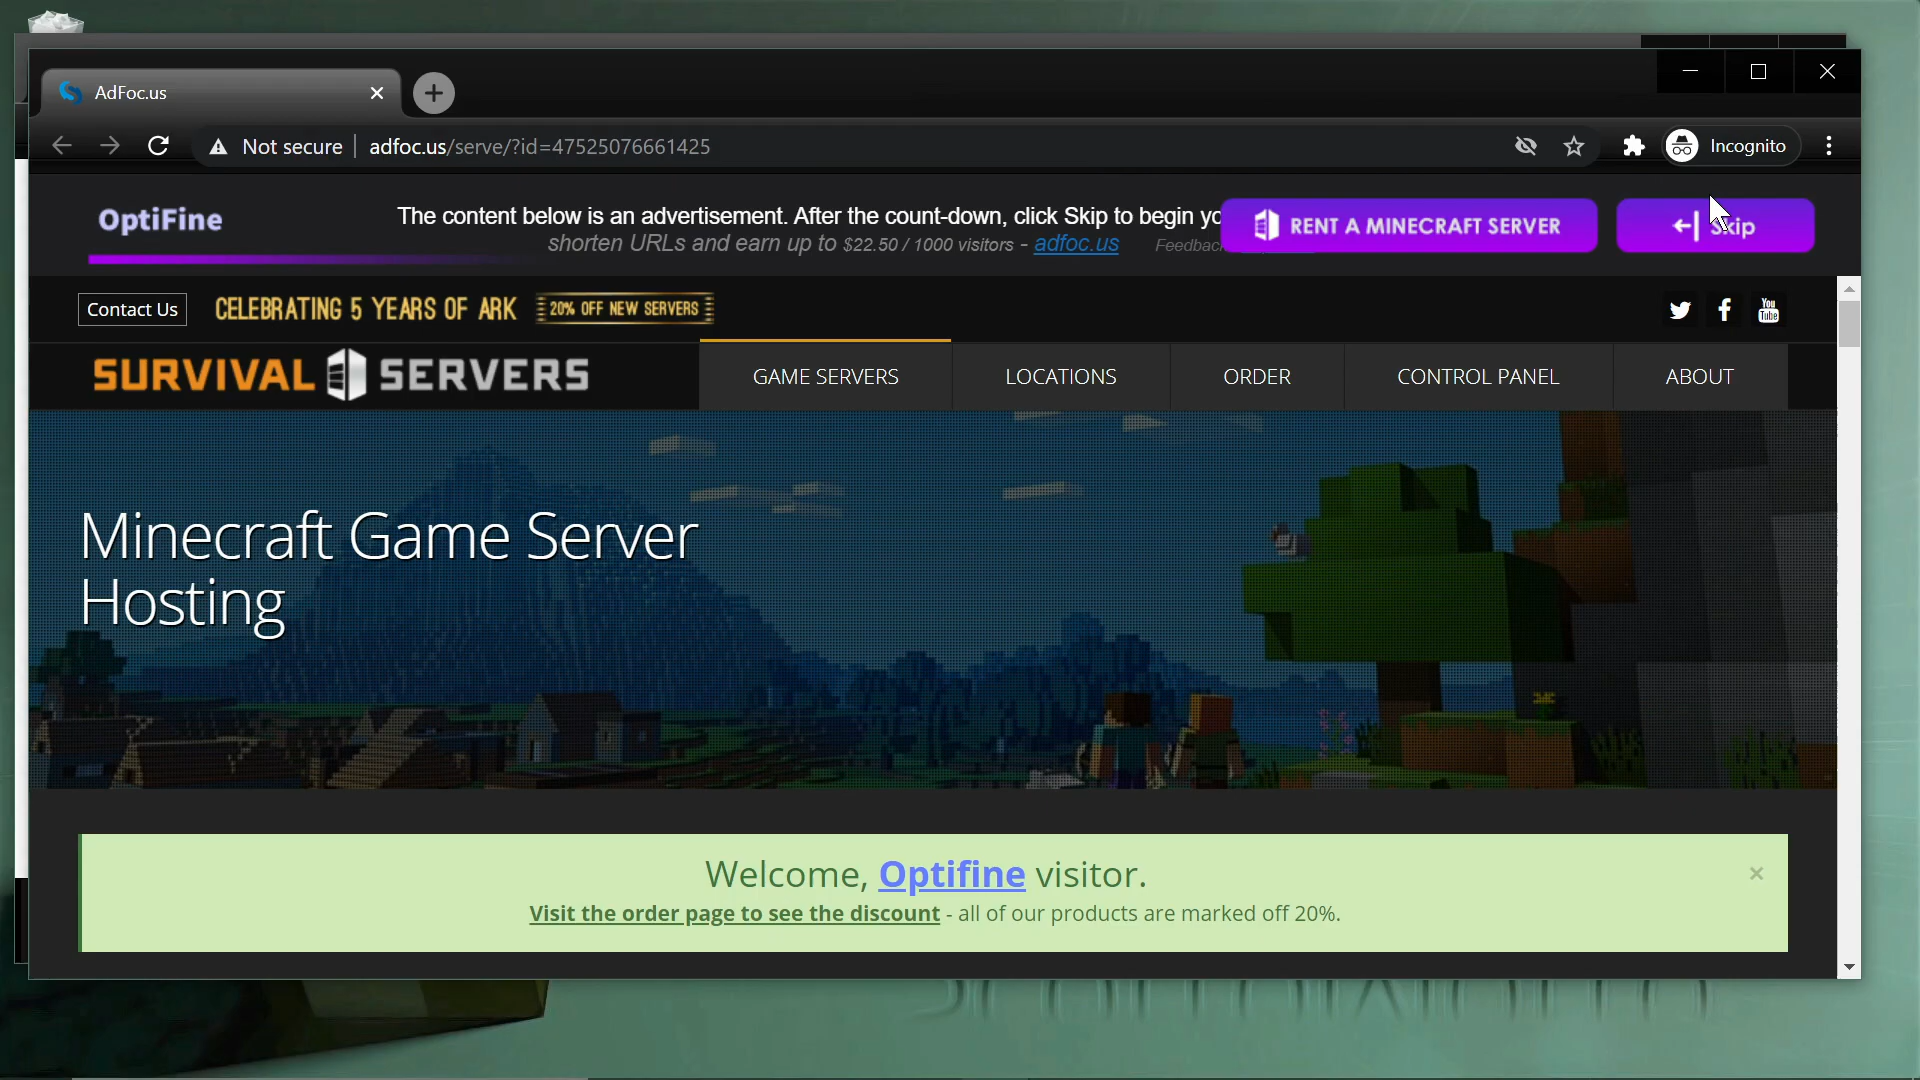 AdFoc.us
Not secure adfoc.us/serve/?id=47525076661425
Incognito
OptiFine
The content below is an advertisement. After the count-down, click Skip to begin yo
shorten URLs and earn up to $22.50 / 1000 visitors - adfoc.us Feedback
RENT A MINECRAFT SERVER
Skip
Contact Us
CELEBRATING 5 YEARS OF ARK
20% OFF NEW SERVERS
You Tube
SURVIVAL SERVERS
GAME SERVERS
LOCATIONS
ORDER
CONTROL PANEL
ABOUT
Minecraft Game Server
Hosting
Welcome, Optifine visitor.
Visit the order page to see the discount - all of our products are marked off 20%.